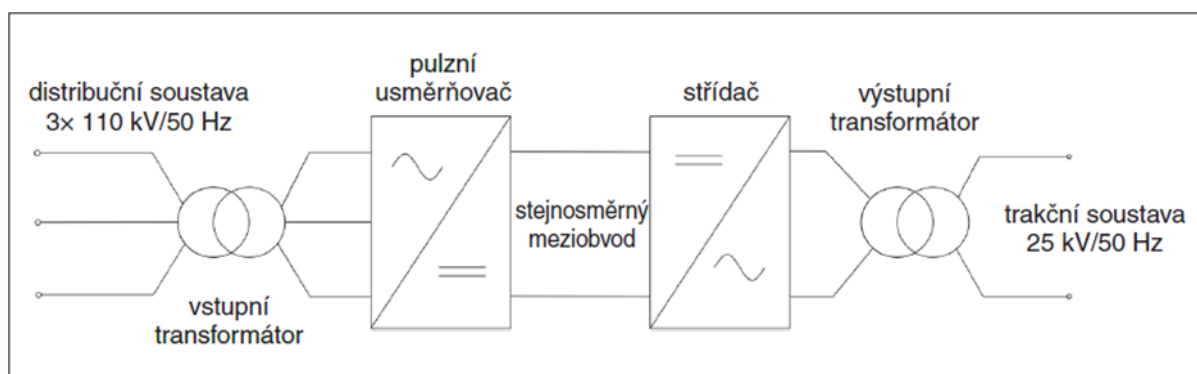 distribuční soustava
3× 110 kV/50 Hz
vstupní
transformátor
pulzní
usměrňovač
stejnosměrný
meziobvod
střídač
výstupní
transformátor
trakční soustava
25 kV/50 Hz